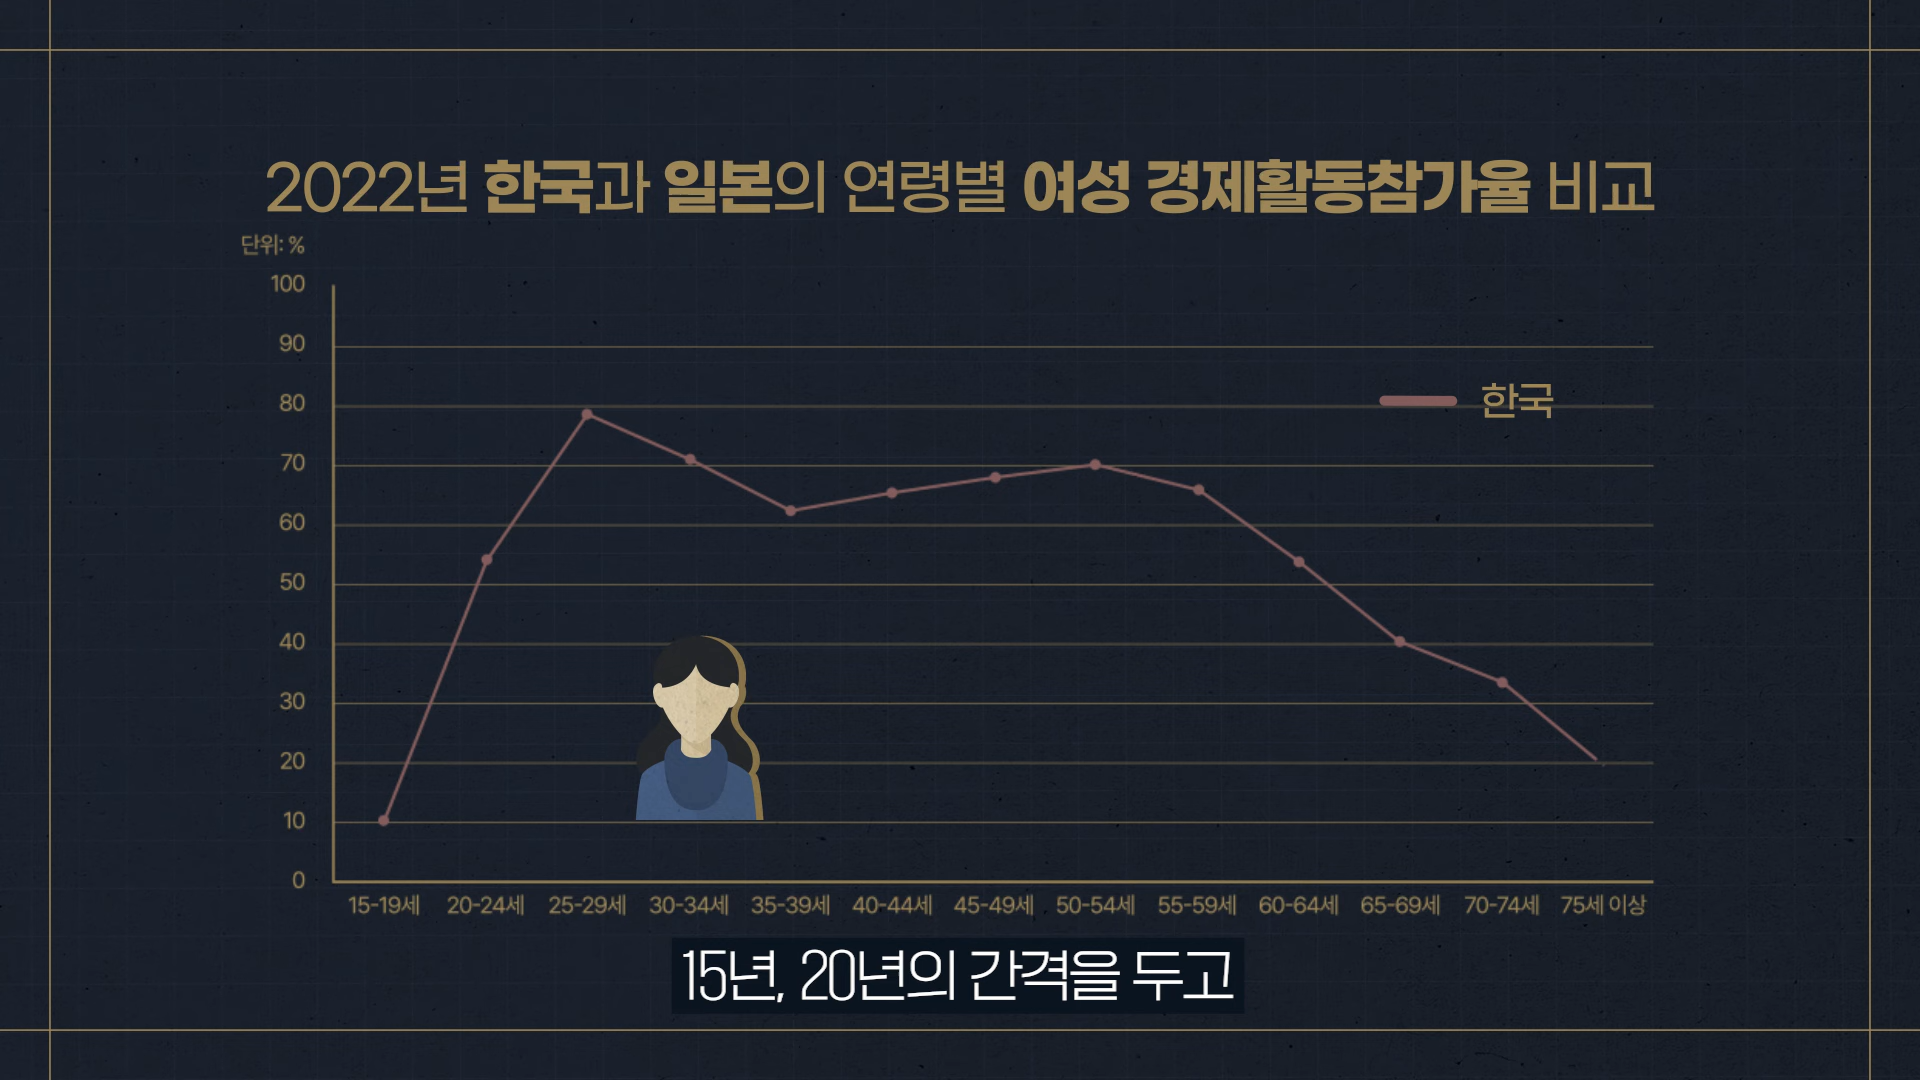 2022년 한국과 일본의 연령별 여성 경제활동참가율 비교
단위: %
100
90
80
70
60
50
40
30
20
10
0
한국
15-19세 20-24세 25-29세 30-34세 35-39세 40-44세 45-49세 50-54세 55-59세 60-64세 65-69세 70-74세 75세 이상
15년, 20년의 간격을 두고